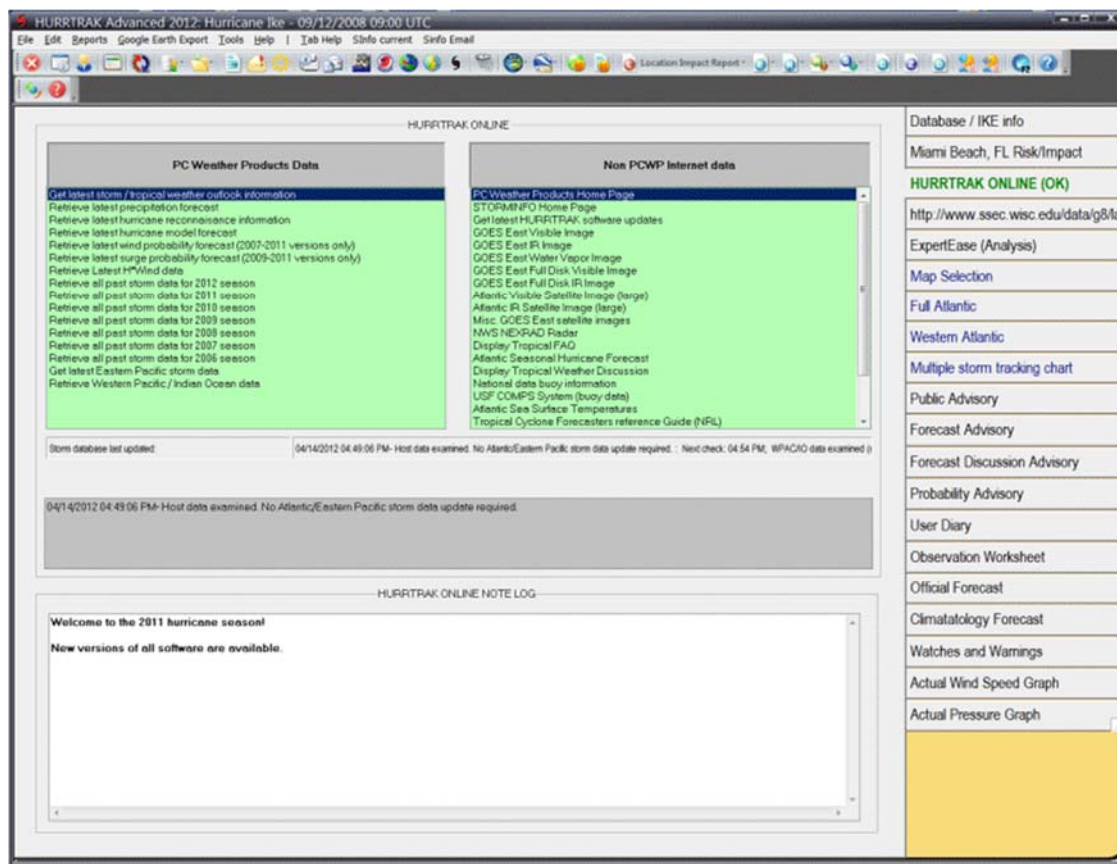 HURRTRAK Advanced 2012: Hurricane Ike - 09/12/2008 09:00 UTC
File Edit Reports Google Earth Export Tools Help | Tab Help SInfo current Sinfo Email
Location Impact Report
HURRTRAK ONLINE
PC Weather Products Data
Get latest storm / tropical weather outlook information
Retrieve latest precipitation forecast
Retrieve latest hurricane reconnaisance information
Retrieve latest hurricane model forecast
Retrieve latest wind probability forecast (2007-2011 versions only)
Retrieve latest surge probability forecast (2009-2011 versions only)
Retrieve Latest H*Wind data
Retrieve all past storm data for 2012 season
Retrieve all past storm data for 2011 season
Retrieve all past storm data for 2010 season
Retrieve all past storm data for 2009 season
Retrieve all past storm data for 2008 season
Retrieve all past storm data for 2007 season
Retrieve all past storm data for 2006 season
Get latest Eastern Pacific storm data
Retrieve Western Pacific / Indian Ocean data
Non PCWP Internet data
PC Weather Products Home Page
STORMINFO Home Page
Get latest HURRTRAK software updates
GOES East Visible Image
GOES East IR Image
GOES East Water Vapor Image
GOES East Full Disk Visible Image
GOES East Full Disk IR Image
Atlantic Visible Satellite Image (large)
Atlantic IR Satellite Image (large)
Misc. GOES East satellite images
NWS NEXRAD Radar
Display Tropical FAQ
Atlantic Seasonal Hurricane Forecast
Display Tropical Weather Discussion
National data buoy information
USF COMPS System (buoy data)
Atlantic Sea Surface Temperatures
Tropical Cyclone Forecasters reference Guide (NRL)
Storm database last updated:
04/14/2012 04:49:06 PM- Host data examined. No Atlantic/Eastern Pacific storm data update required. : Next check: 04:54 PM; WPAC/IO data examined
04/14/2012 04:49:06 PM- Host data examined. No Atlantic/Eastern Pacific storm data update required.
HURRTRAK ONLINE NOTE LOG
Welcome to the 2011 hurricane season!
New versions of all software are available.
Database / IKE info
Miami Beach, FL Risk/Impact
HURRTRAK ONLINE (OK)
http://www.ssec.wisc.edu/data/g8/la
ExpertEase (Analysis)
Map Selection
Full Atlantic
Western Atlantic
Multiple storm tracking chart
Public Advisory
Forecast Advisory
Forecast Discussion Advisory
Probability Advisory
User Diary
Observation Worksheet
Official Forecast
Climatatology Forecast
Watches and Warnings
Actual Wind Speed Graph
Actual Pressure Graph